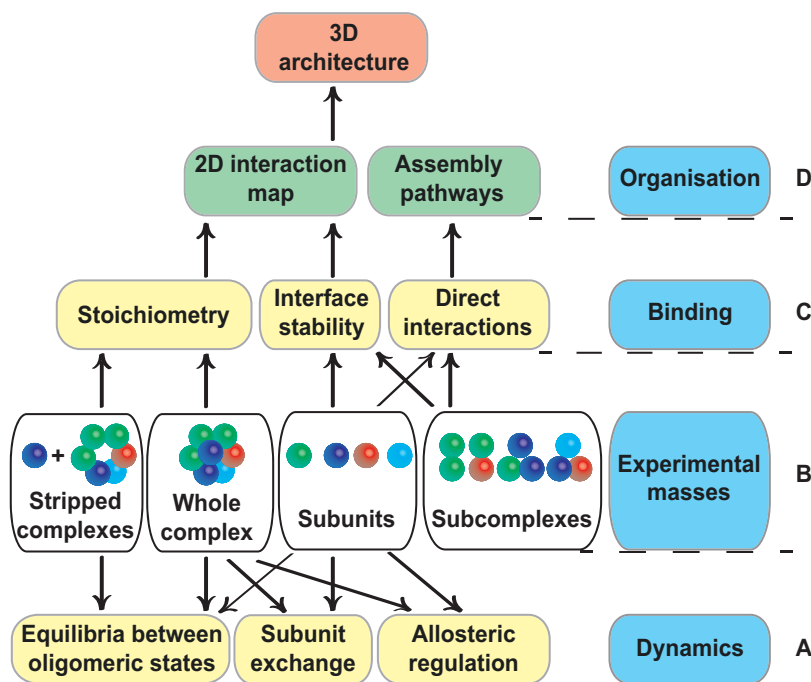 3D
architecture
2D interaction
map
Assembly
pathways
Organisation
D
Stoichiometry
Interface
stability
Direct
interactions
Binding
C
+
Stripped
complexes
Whole
complex
Subunits
Subcomplexes
Experimental
masses
B
Equilibria between
oligomeric states
Subunit
exchange
Allosteric
regulation
Dynamics
A